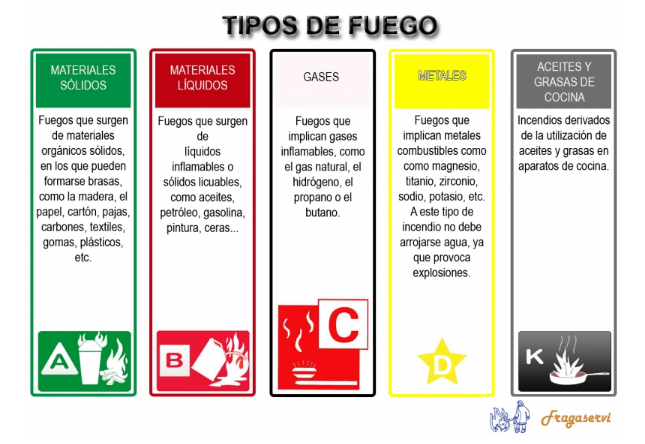 TIPOS DE FUEGO
MATERIALES
SÓLIDOS
Fuegos que surgen
de materiales
orgánicos sólidos,
en los que pueden
formarse brasas,
como la madera, el
papel, cartón, pajas,
carbones, textiles,
gomas, plásticos,
etc.
A
MATERIALES
LÍQUIDOS
Fuegos que surgen
de
líquidos
inflamables o
sólidos licuables,
como aceites,
petróleo, gasolina,
pintura, ceras...
B
GASES
Fuegos que
implican gases
inflamables, como
el gas natural, el
hidrógeno, el
propano o el
butano.
C
METALES
Fuegos que
implican metales
combustibles como
como magnesio,
titanio, zirconio,
sodio, potasio, etc.
A este tipo de
incendio no debe
arrojarse agua, ya
que provoca
explosiones.
D
ACEITES Y
GRASAS DE
COCINA
Incendios derivados
de la utilización de
aceites y grasas en
aparatos de cocina.
K
Fragaservi